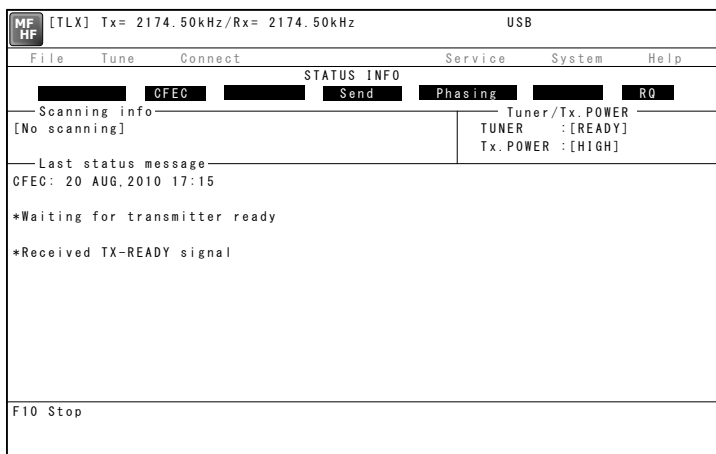 MF
HF
[TLX] Tx= 2174.50kHz/Rx= 2174.50kHz USB
File Tune Connect Service System Help
STATUS INFO
CFEC Send Phasing RQ
Scanning info
[No scanning]
Tuner/Tx.POWER
TUNER :[READY]
Tx.POWER :[HIGH]
Last status message
CFEC: 20 AUG,2010 17:15
*Waiting for transmitter ready
*Received TX-READY signal
F10 Stop